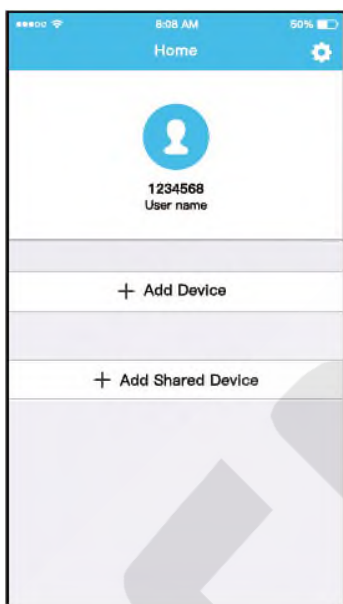 8:08 AM 50%
Home
1234568
User name
+ Add Device
+ Add Shared Device